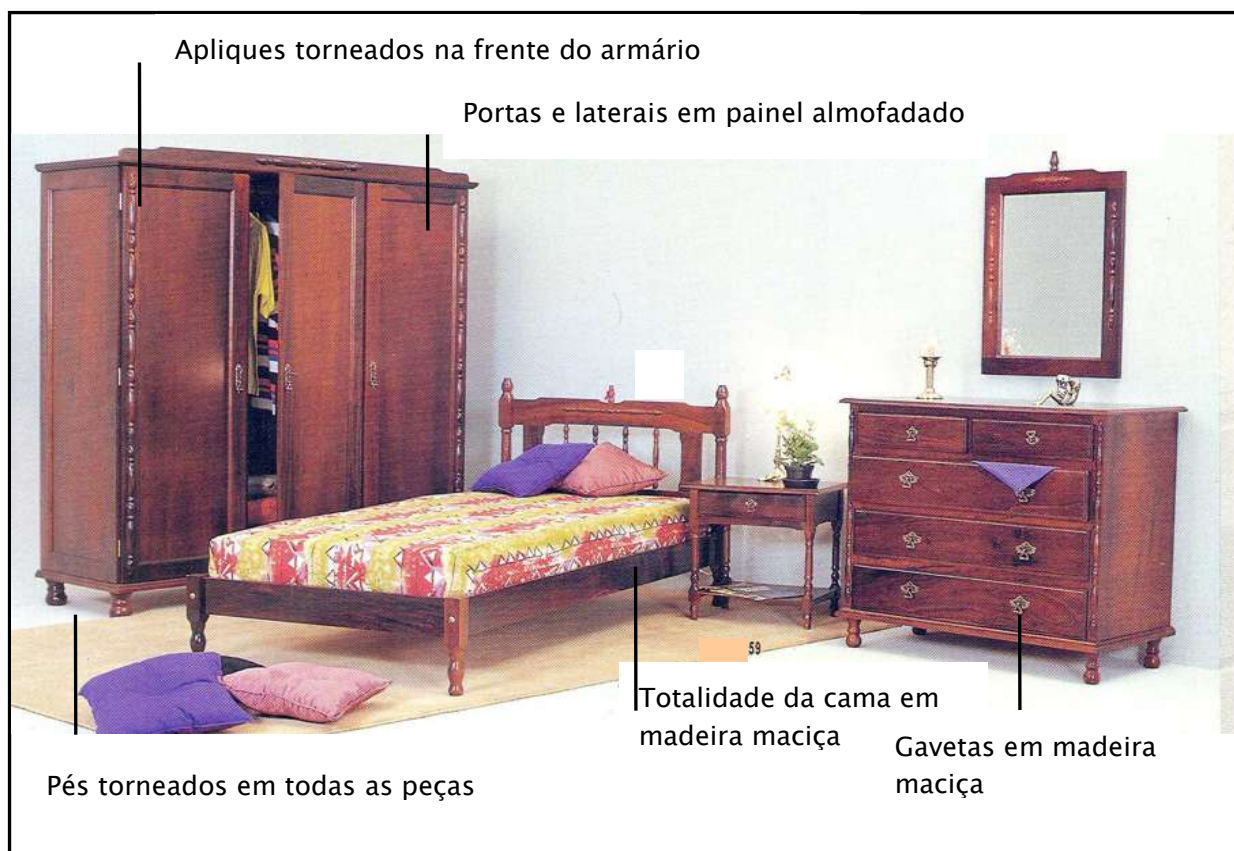 Apliques torneados na frente do armário
Portas e laterais em painel almofadado
59
Totalidade da cama em
madeira maciça
Gavetas em madeira
maciça
Pés torneados em todas as peças